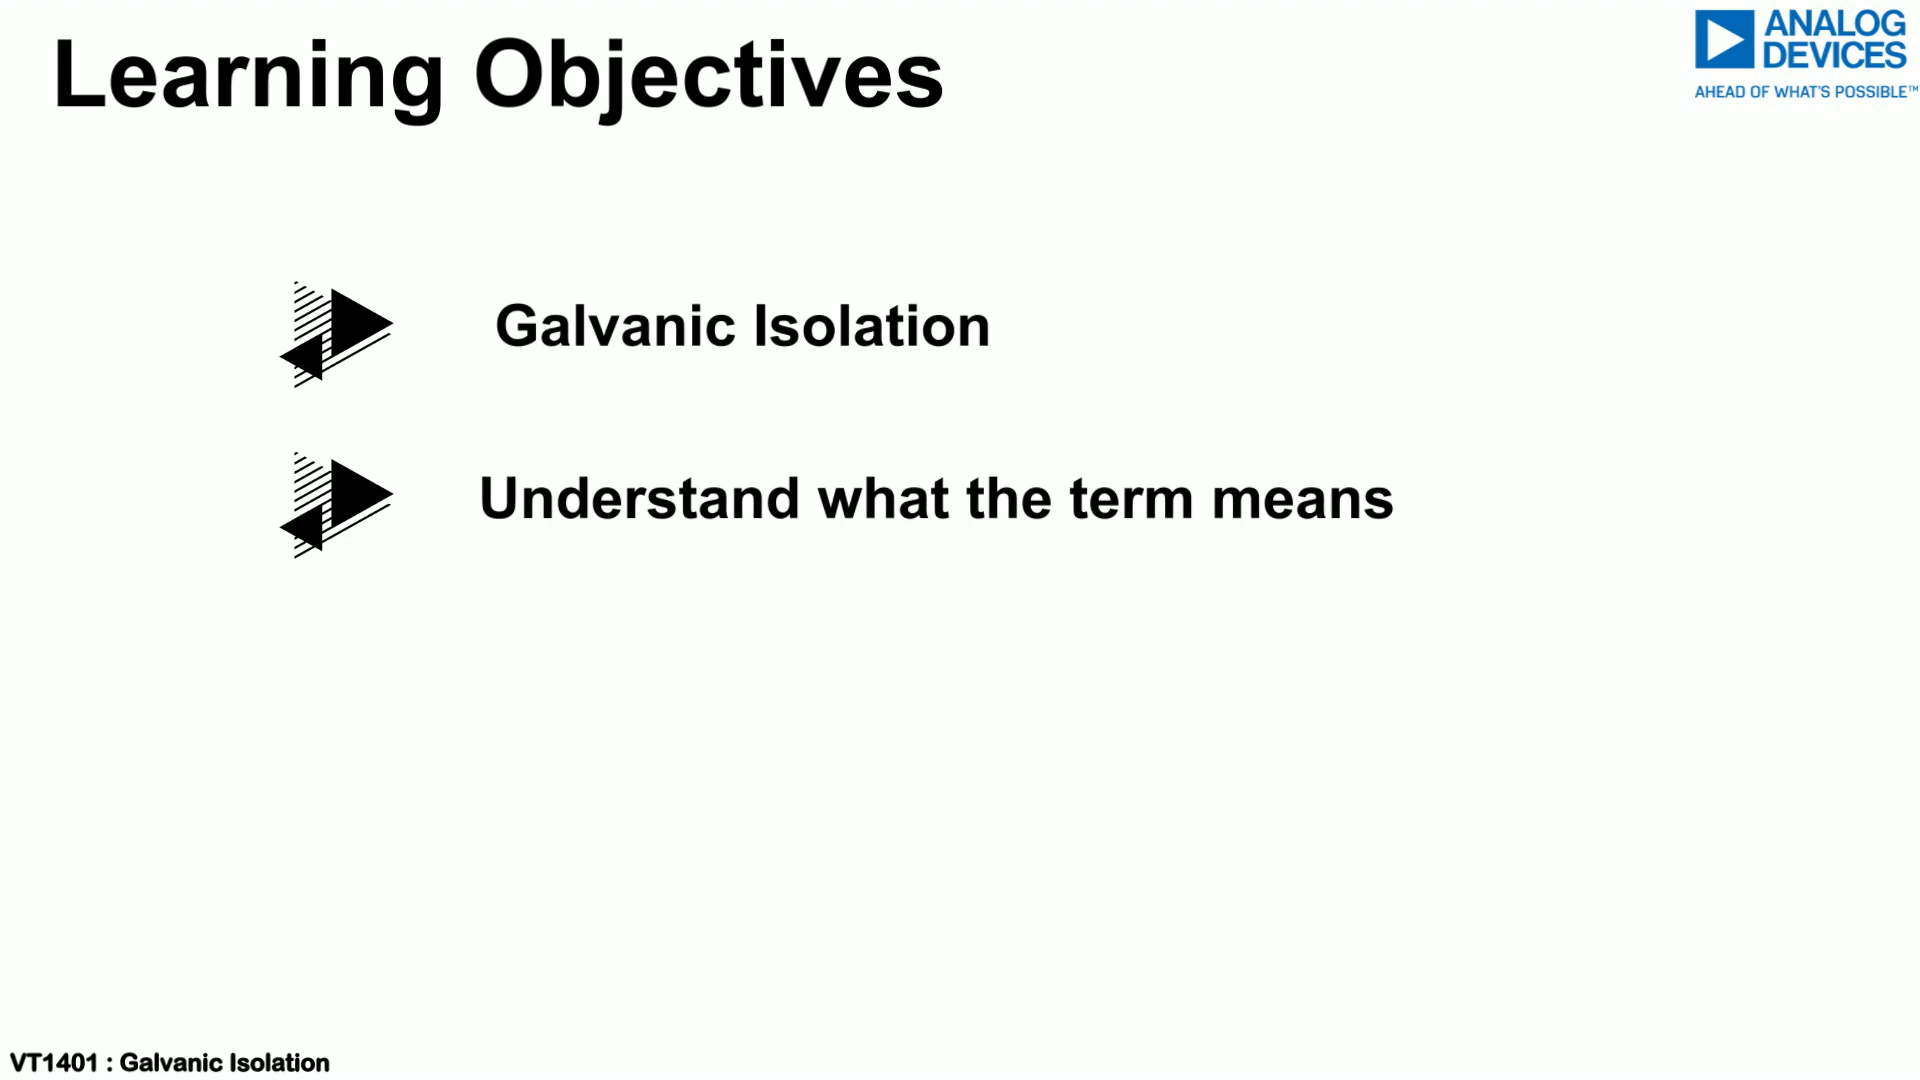 Learning Objectives
ANALOG
DEVICES
AHEAD OF WHAT'S POSSIBLE™
Galvanic Isolation
Understand what the term means
VT1401 : Galvanic Isolation